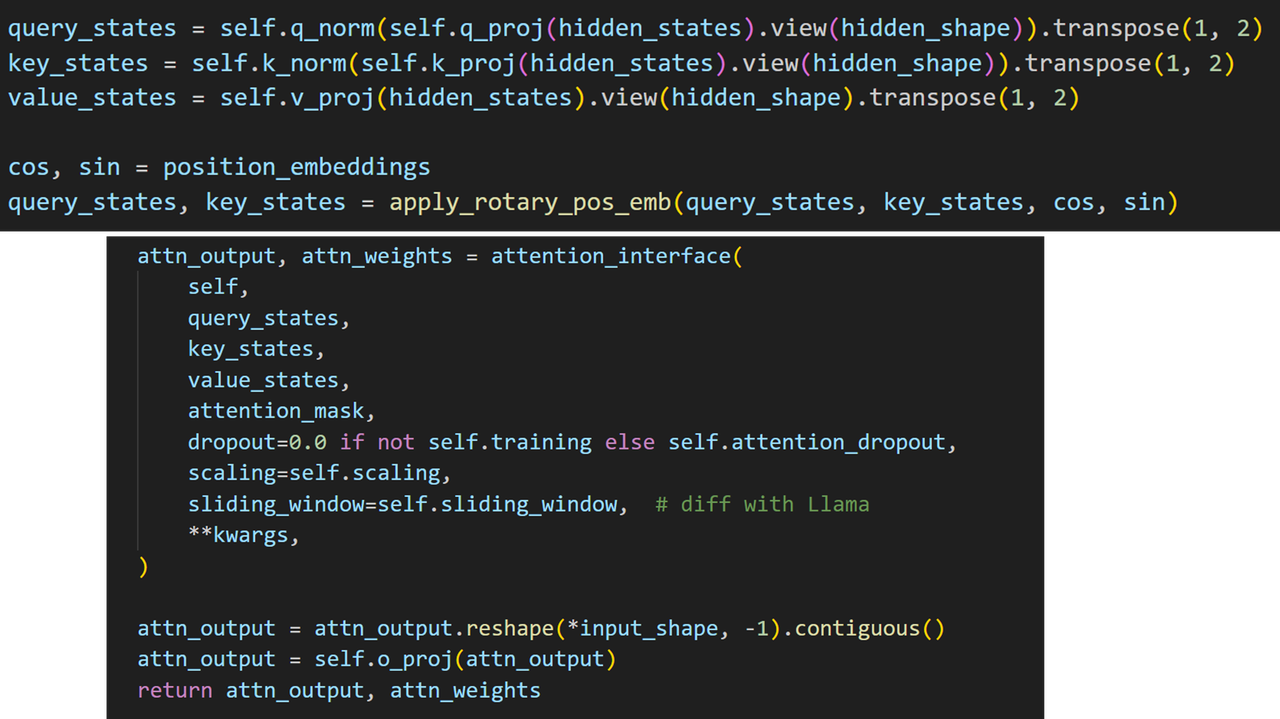 query_states = self.q_norm(self.q_proj(hidden_states).view(hidden_shape)).transpose(1, 2)
key_states = self.k_norm(self.k_proj(hidden_states).view(hidden_shape)).transpose(1, 2)
value_states = self.v_proj(hidden_states).view(hidden_shape).transpose(1, 2)
cos, sin = position_embeddings
query_states, key_states = apply_rotary_pos_emb(query_states, key_states, cos, sin)
attn_output, attn_weights = attention_interface(
self,
query_states,
key_states,
value_states,
attention_mask,
dropout=0.0 if not self.training else self.attention_dropout,
scaling=self.scaling,
sliding_window=self.sliding_window,  # diff with Llama
**kwargs,
)
attn_output = attn_output.reshape(*input_shape, -1).contiguous()
attn_output = self.o_proj(attn_output)
return attn_output, attn_weights